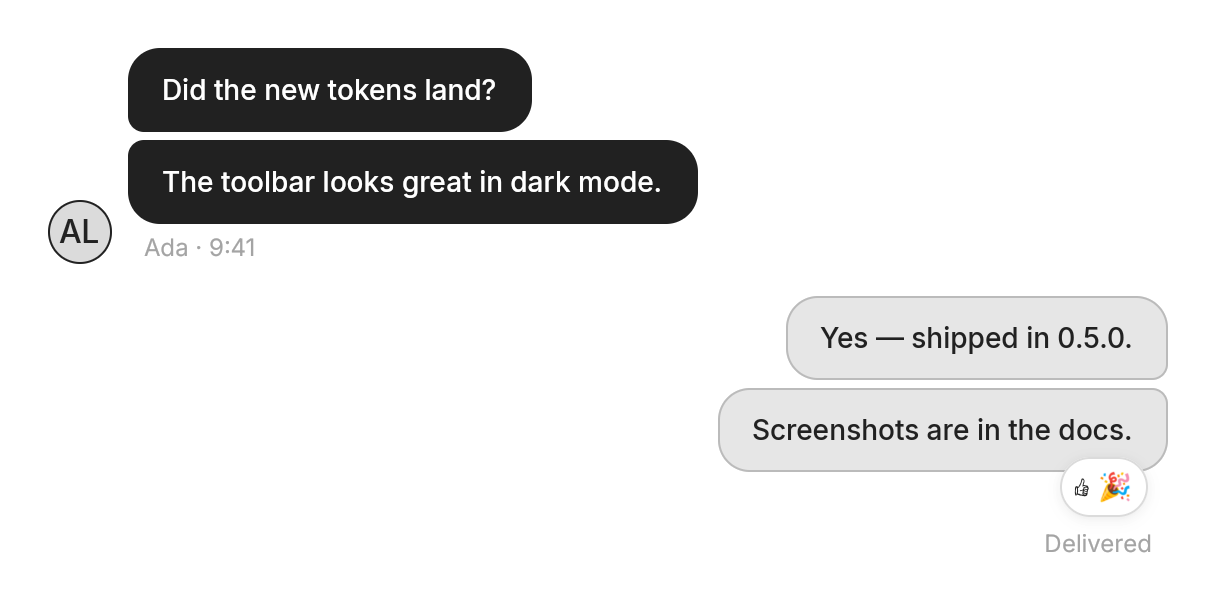 Did the new tokens land?
The toolbar looks great in dark mode.
AL
Ada · 9:41
Yes — shipped in 0.5.0.
Screenshots are in the docs.
👍 🎉
Delivered